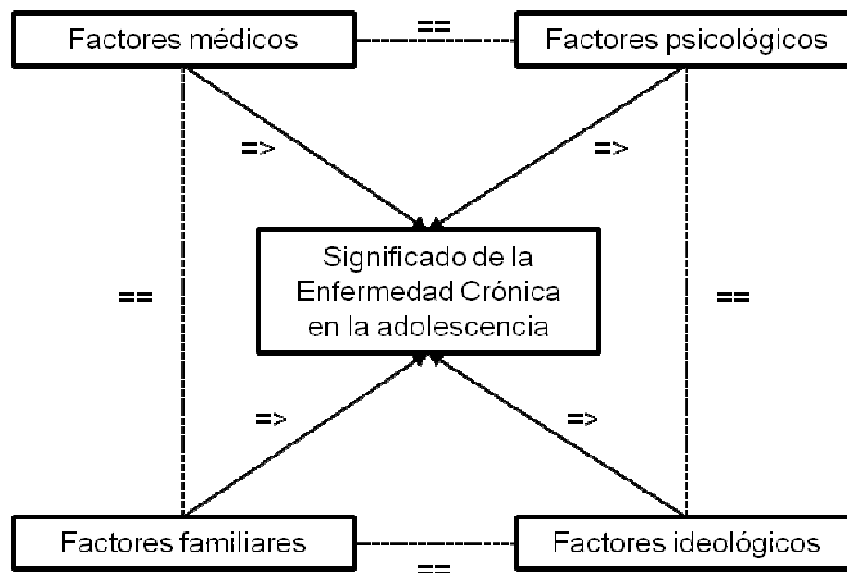 Factores médicos == Factores psicológicos
=> =>
Significado de la
Enfermedad Crónica
en la adolescencia
== ==
=> =>
Factores familiares == Factores ideológicos